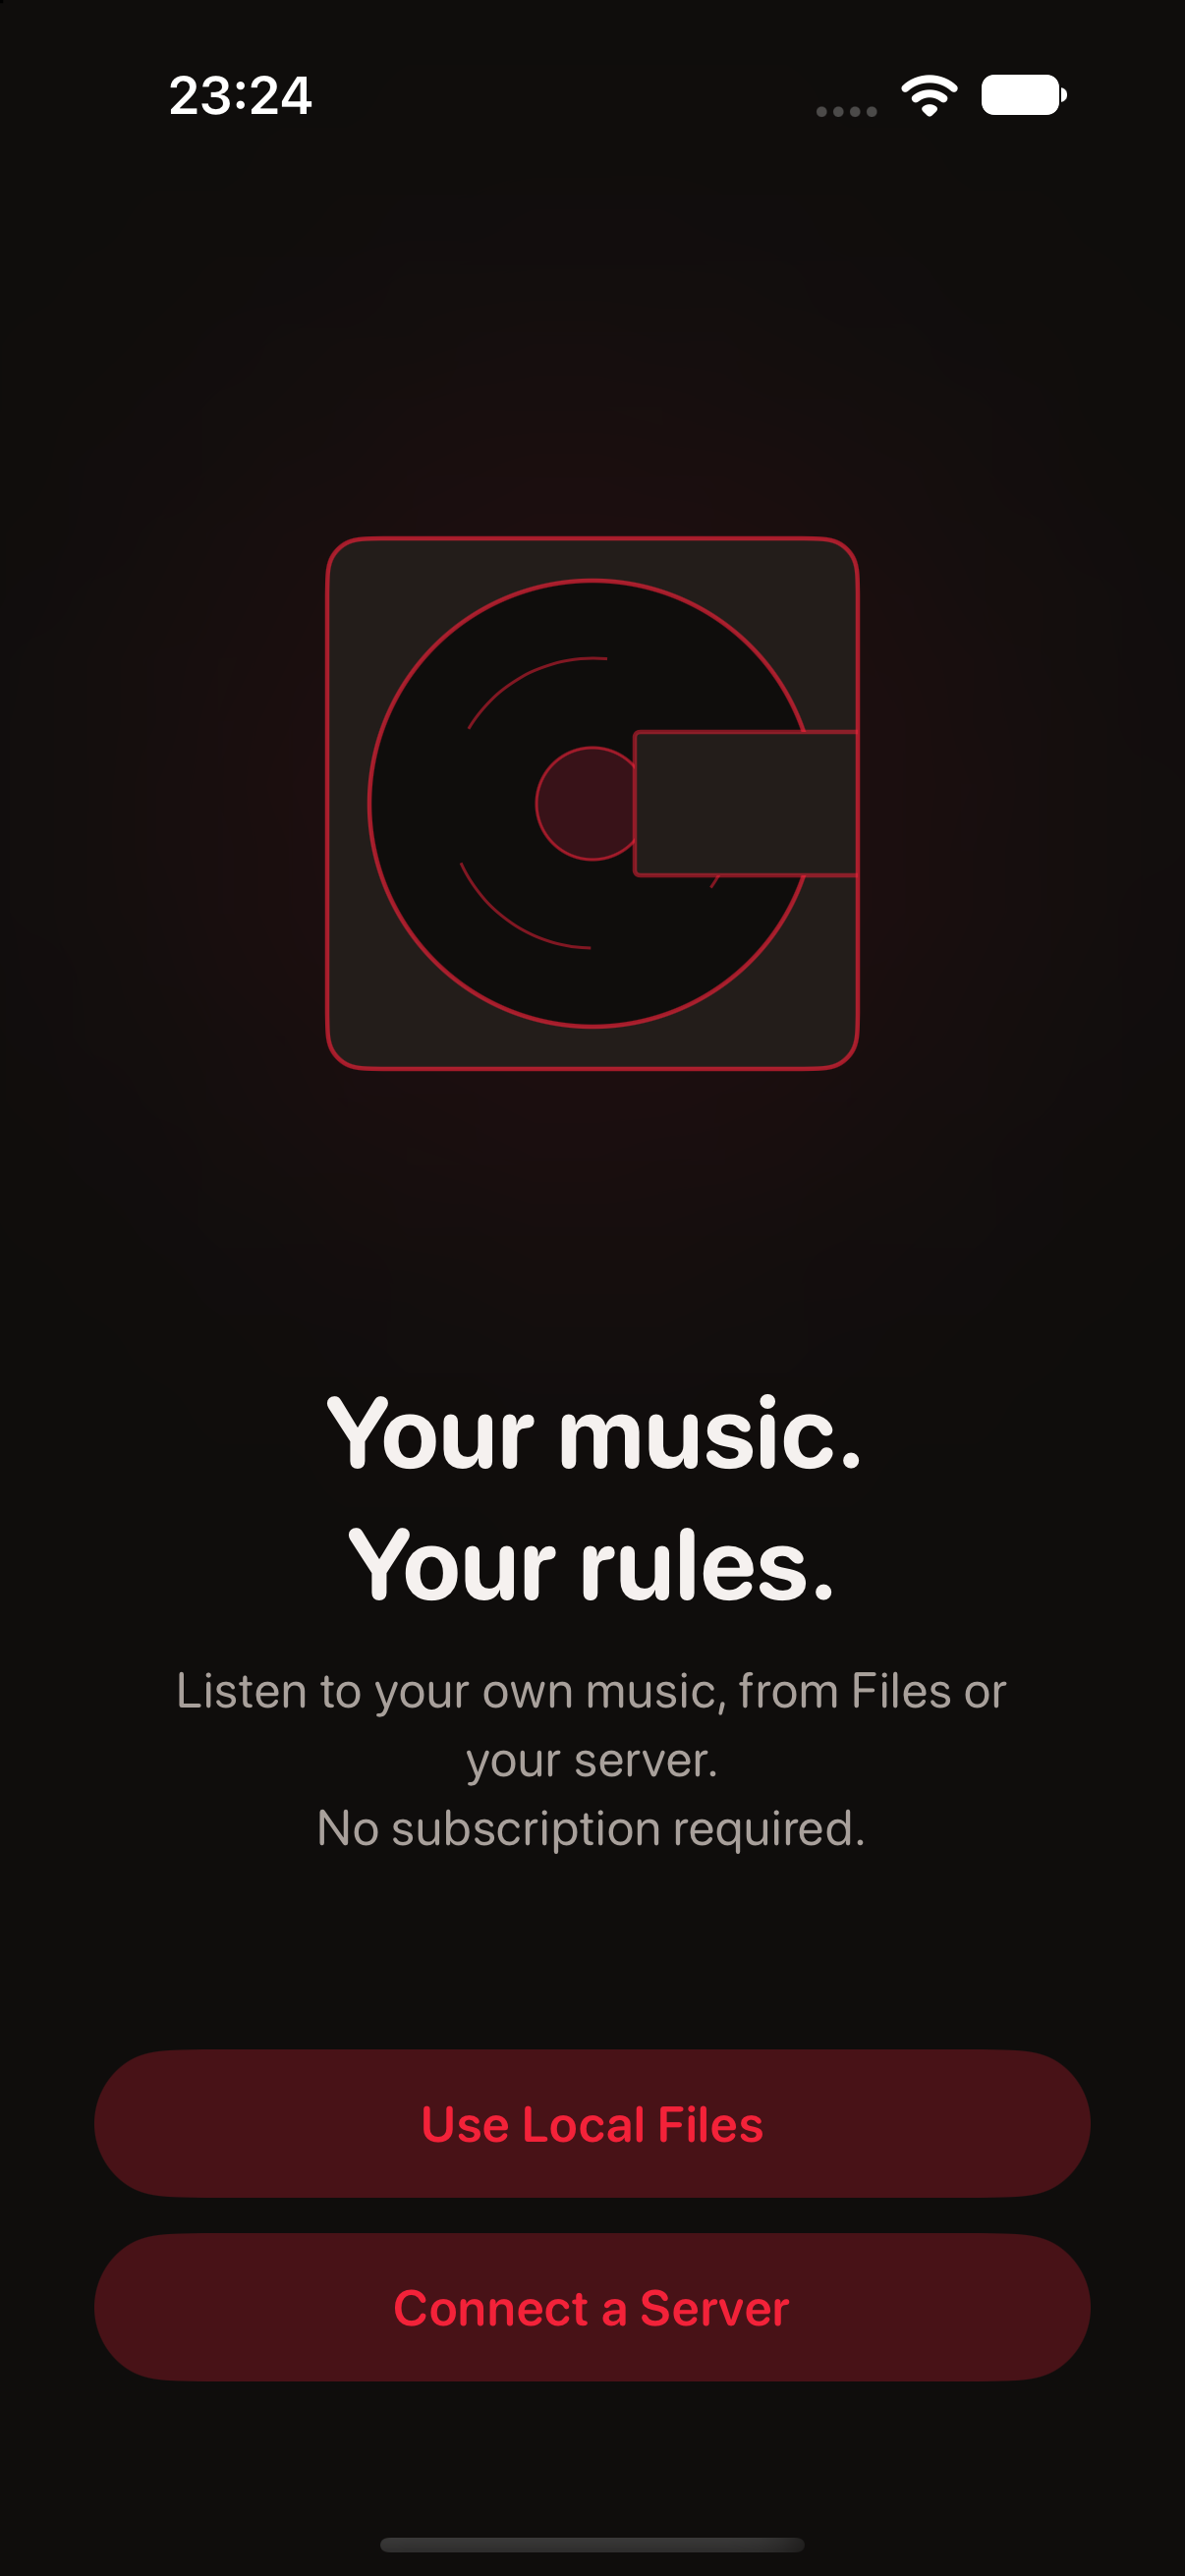 23:24
Your music.
Your rules.
Listen to your own music, from Files or
your server.
No subscription required.
Use Local Files
Connect a Server